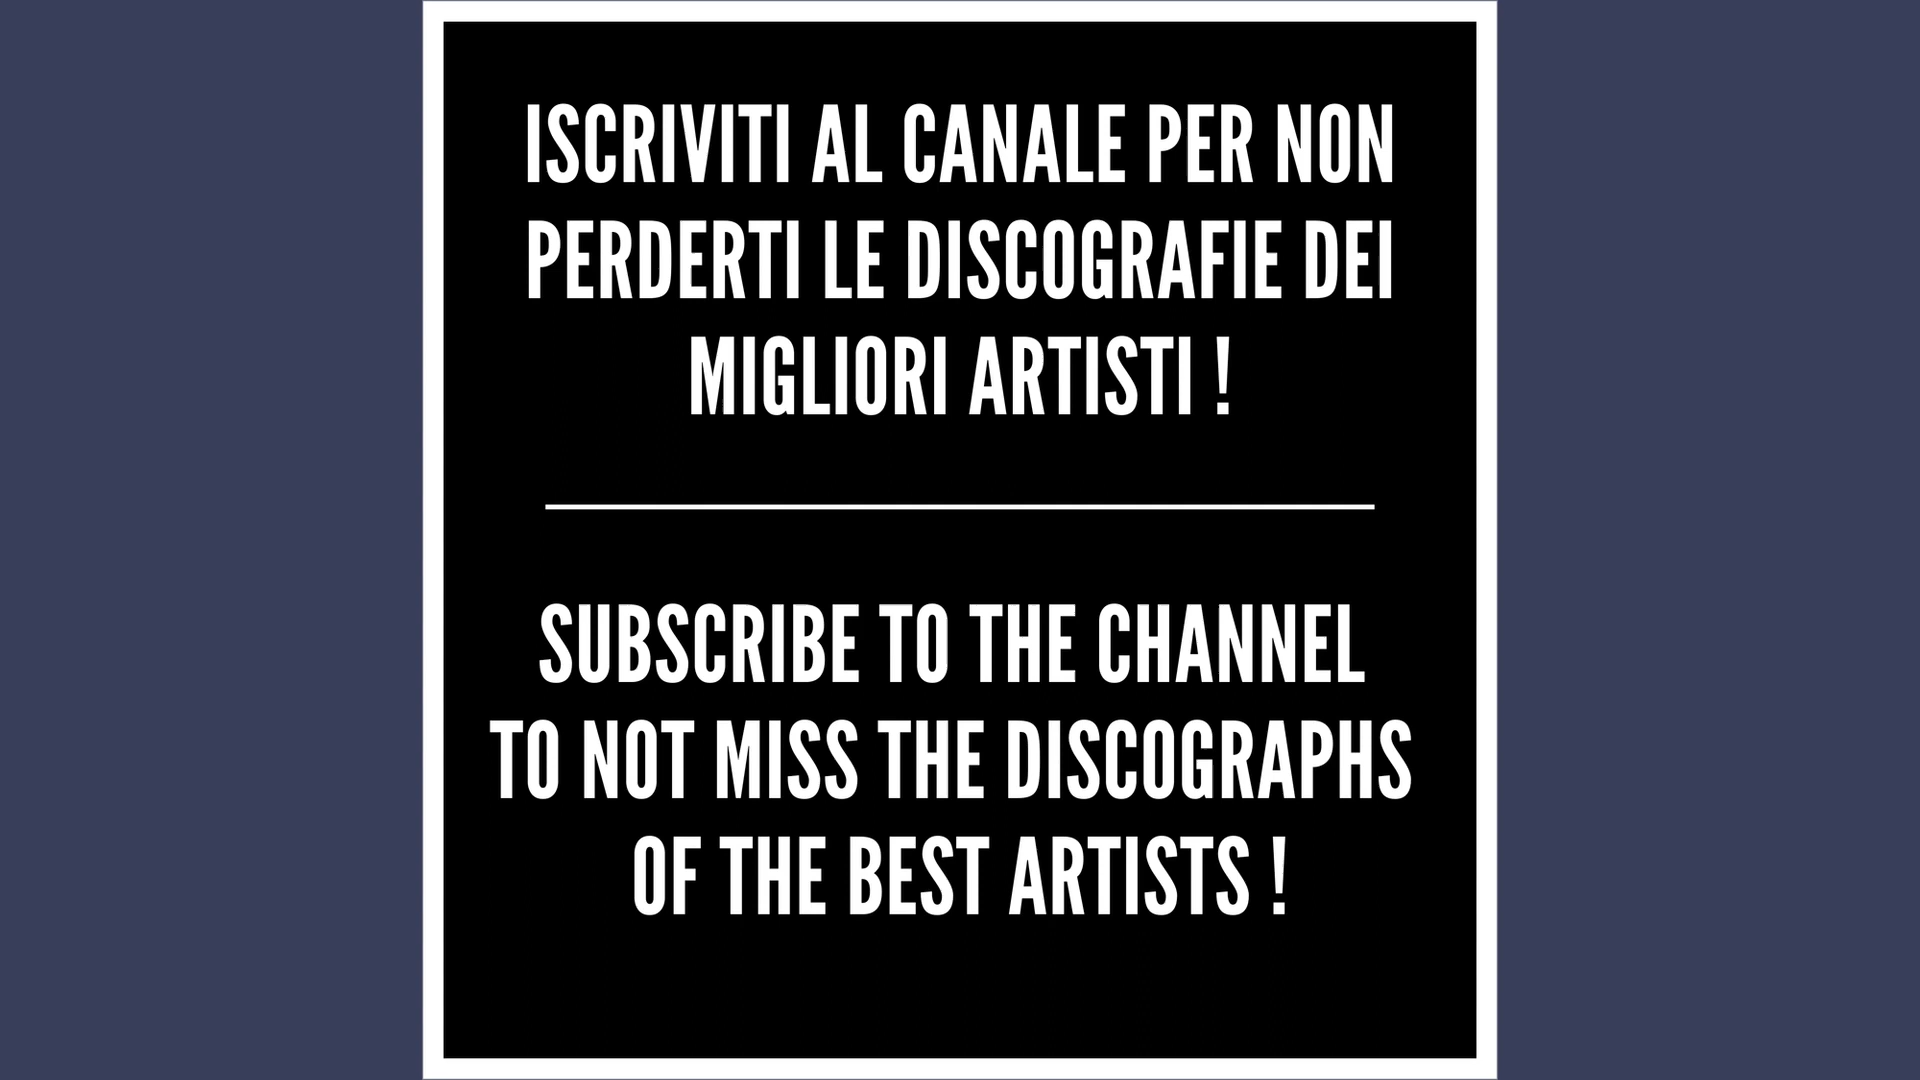 ISCRIVITI AL CANALE PER NON
PERDERTI LE DISCOGRAFIE DEI
MIGLIORI ARTISTI !
SUBSCRIBE TO THE CHANNEL
TO NOT MISS THE DISCOGRAPHS
OF THE BEST ARTISTS !